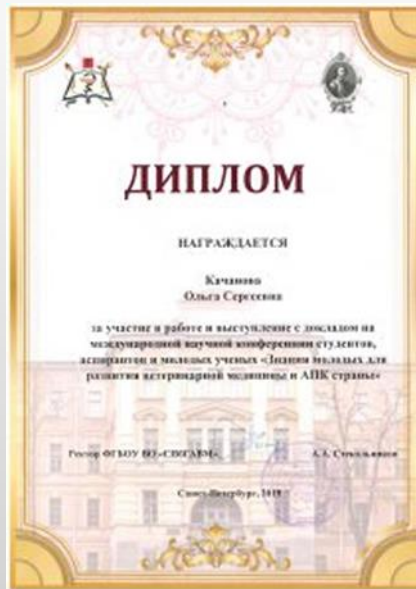 ДИПЛОМ
НАГРАЖДАЕТСЯ
Качанова
Ольга Сергеевна
за участие в работе и выступление с докладом на
международной научной конференции студентов,
аспирантов и молодых ученых «Знания молодых для
развития ветеринарной медицины и АПК страны»
Ректор ФГБОУ ВО «СПбГАВМ»
А.А. Стекольников
Санкт-Петербург,